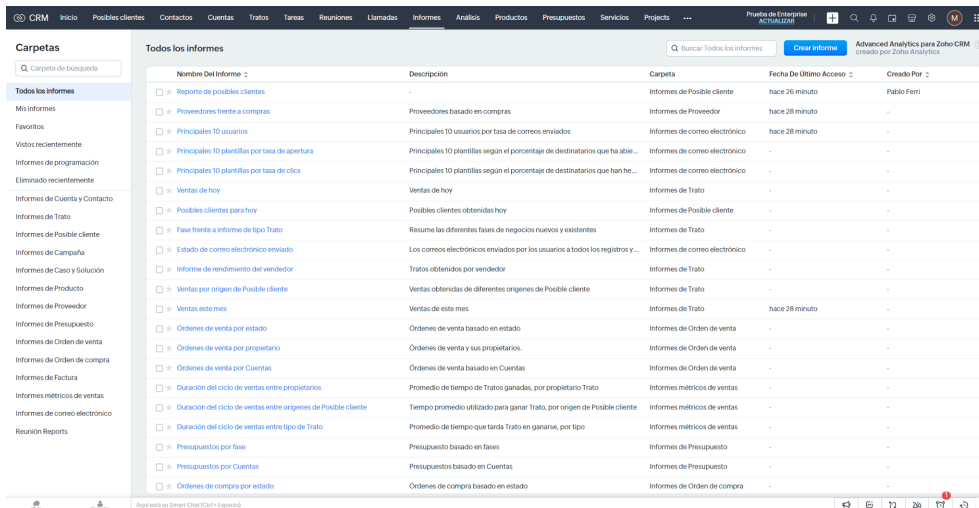 CRM Inicio Posibles clientes Contactos Cuentas Tratos Tareas Reuniones Llamadas Informes Análisis Productos Presupuestos Servicios Projects ••• Prueba de Enterprise M
ACTUALIZAR
Carpetas
Carpeta de búsqueda
Todos los informes
Mis informes
Favoritos
Vistos recientemente
Informes de programación
Eliminado recientemente
Informes de Cuenta y Contacto
Informes de Trato
Informes de Posible cliente
Informes de Campaña
Informes de Caso y Solución
Informes de Producto
Informes de Proveedor
Informes de Presupuesto
Informes de Orden de venta
Informes de Orden de compra
Informes de Factura
Informes métricos de ventas
Informes de correo electrónico
Reunión Reports
Todos los informes Buscar Todos los informes Crear informe Advanced Analytics para Zoho CRM
creado por Zoho Analytics
Nombre Del Informe Descripción Carpeta Fecha De Último Acceso Creado Por
Reporte de posibles clientes - Informes de Posible cliente hace 26 minuto Pablo Ferri
Proveedores frente a compras Proveedores basado en compras Informes de Proveedor hace 28 minuto -
Principales 10 usuarios Principales 10 usuarios por tasa de correos enviados Informes de correo electrónico hace 28 minuto -
Principales 10 plantillas por tasa de apertura Principales 10 plantillas según el porcentaje de destinatarios que ha abie... Informes de correo electrónico - -
Principales 10 plantillas por tasa de clics Principales 10 plantillas según el porcentaje de destinatarios que han he... Informes de correo electrónico - -
Ventas de hoy Ventas de hoy Informes de Trato - -
Posibles clientes para hoy Posibles clientes obtenidas hoy Informes de Posible cliente - -
Fase frente a informe de tipo Trato Resume las diferentes fases de negocios nuevos y existentes Informes de Trato - -
Estado de correo electrónico enviado Los correos electrónicos enviados por los usuarios a todos los registros y... Informes de correo electrónico - -
Informe de rendimiento del vendedor Tratos obtenidos por vendedor Informes de Trato - -
Ventas por origen de Posible cliente Ventas obtenidas de diferentes orígenes de Posible cliente Informes de Trato - -
Ventas este mes Ventas de este mes Informes de Trato hace 28 minuto -
Órdenes de venta por estado Órdenes de venta basado en estado Informes de Orden de venta - -
Órdenes de venta por propietario Órdenes de venta y sus propietarios. Informes de Orden de venta - -
Órdenes de venta por Cuentas Órdenes de venta basado en Cuentas Informes de Orden de venta - -
Duración del ciclo de ventas entre propietarios Promedio de tiempo de Tratos ganadas, por propietario Trato Informes métricos de ventas - -
Duración del ciclo de ventas entre orígenes de Posible cliente Tiempo promedio utilizado para ganar Trato, por origen de Posible cliente Informes métricos de ventas - -
Duración del ciclo de ventas entre tipo de Trato Promedio de tiempo que tarda Trato en ganarse, por tipo Informes métricos de ventas - -
Presupuestos por fase Presupuesto basado en fases Informes de Presupuesto - -
Presupuestos por Cuentas Presupuestos basado en Cuentas Informes de Presupuesto - -
Órdenes de compra por estado Órdenes de compra basado en estado Informes de Orden de compra - -
Aquí está su Smart Chat (Ctrl + Espacio) 1